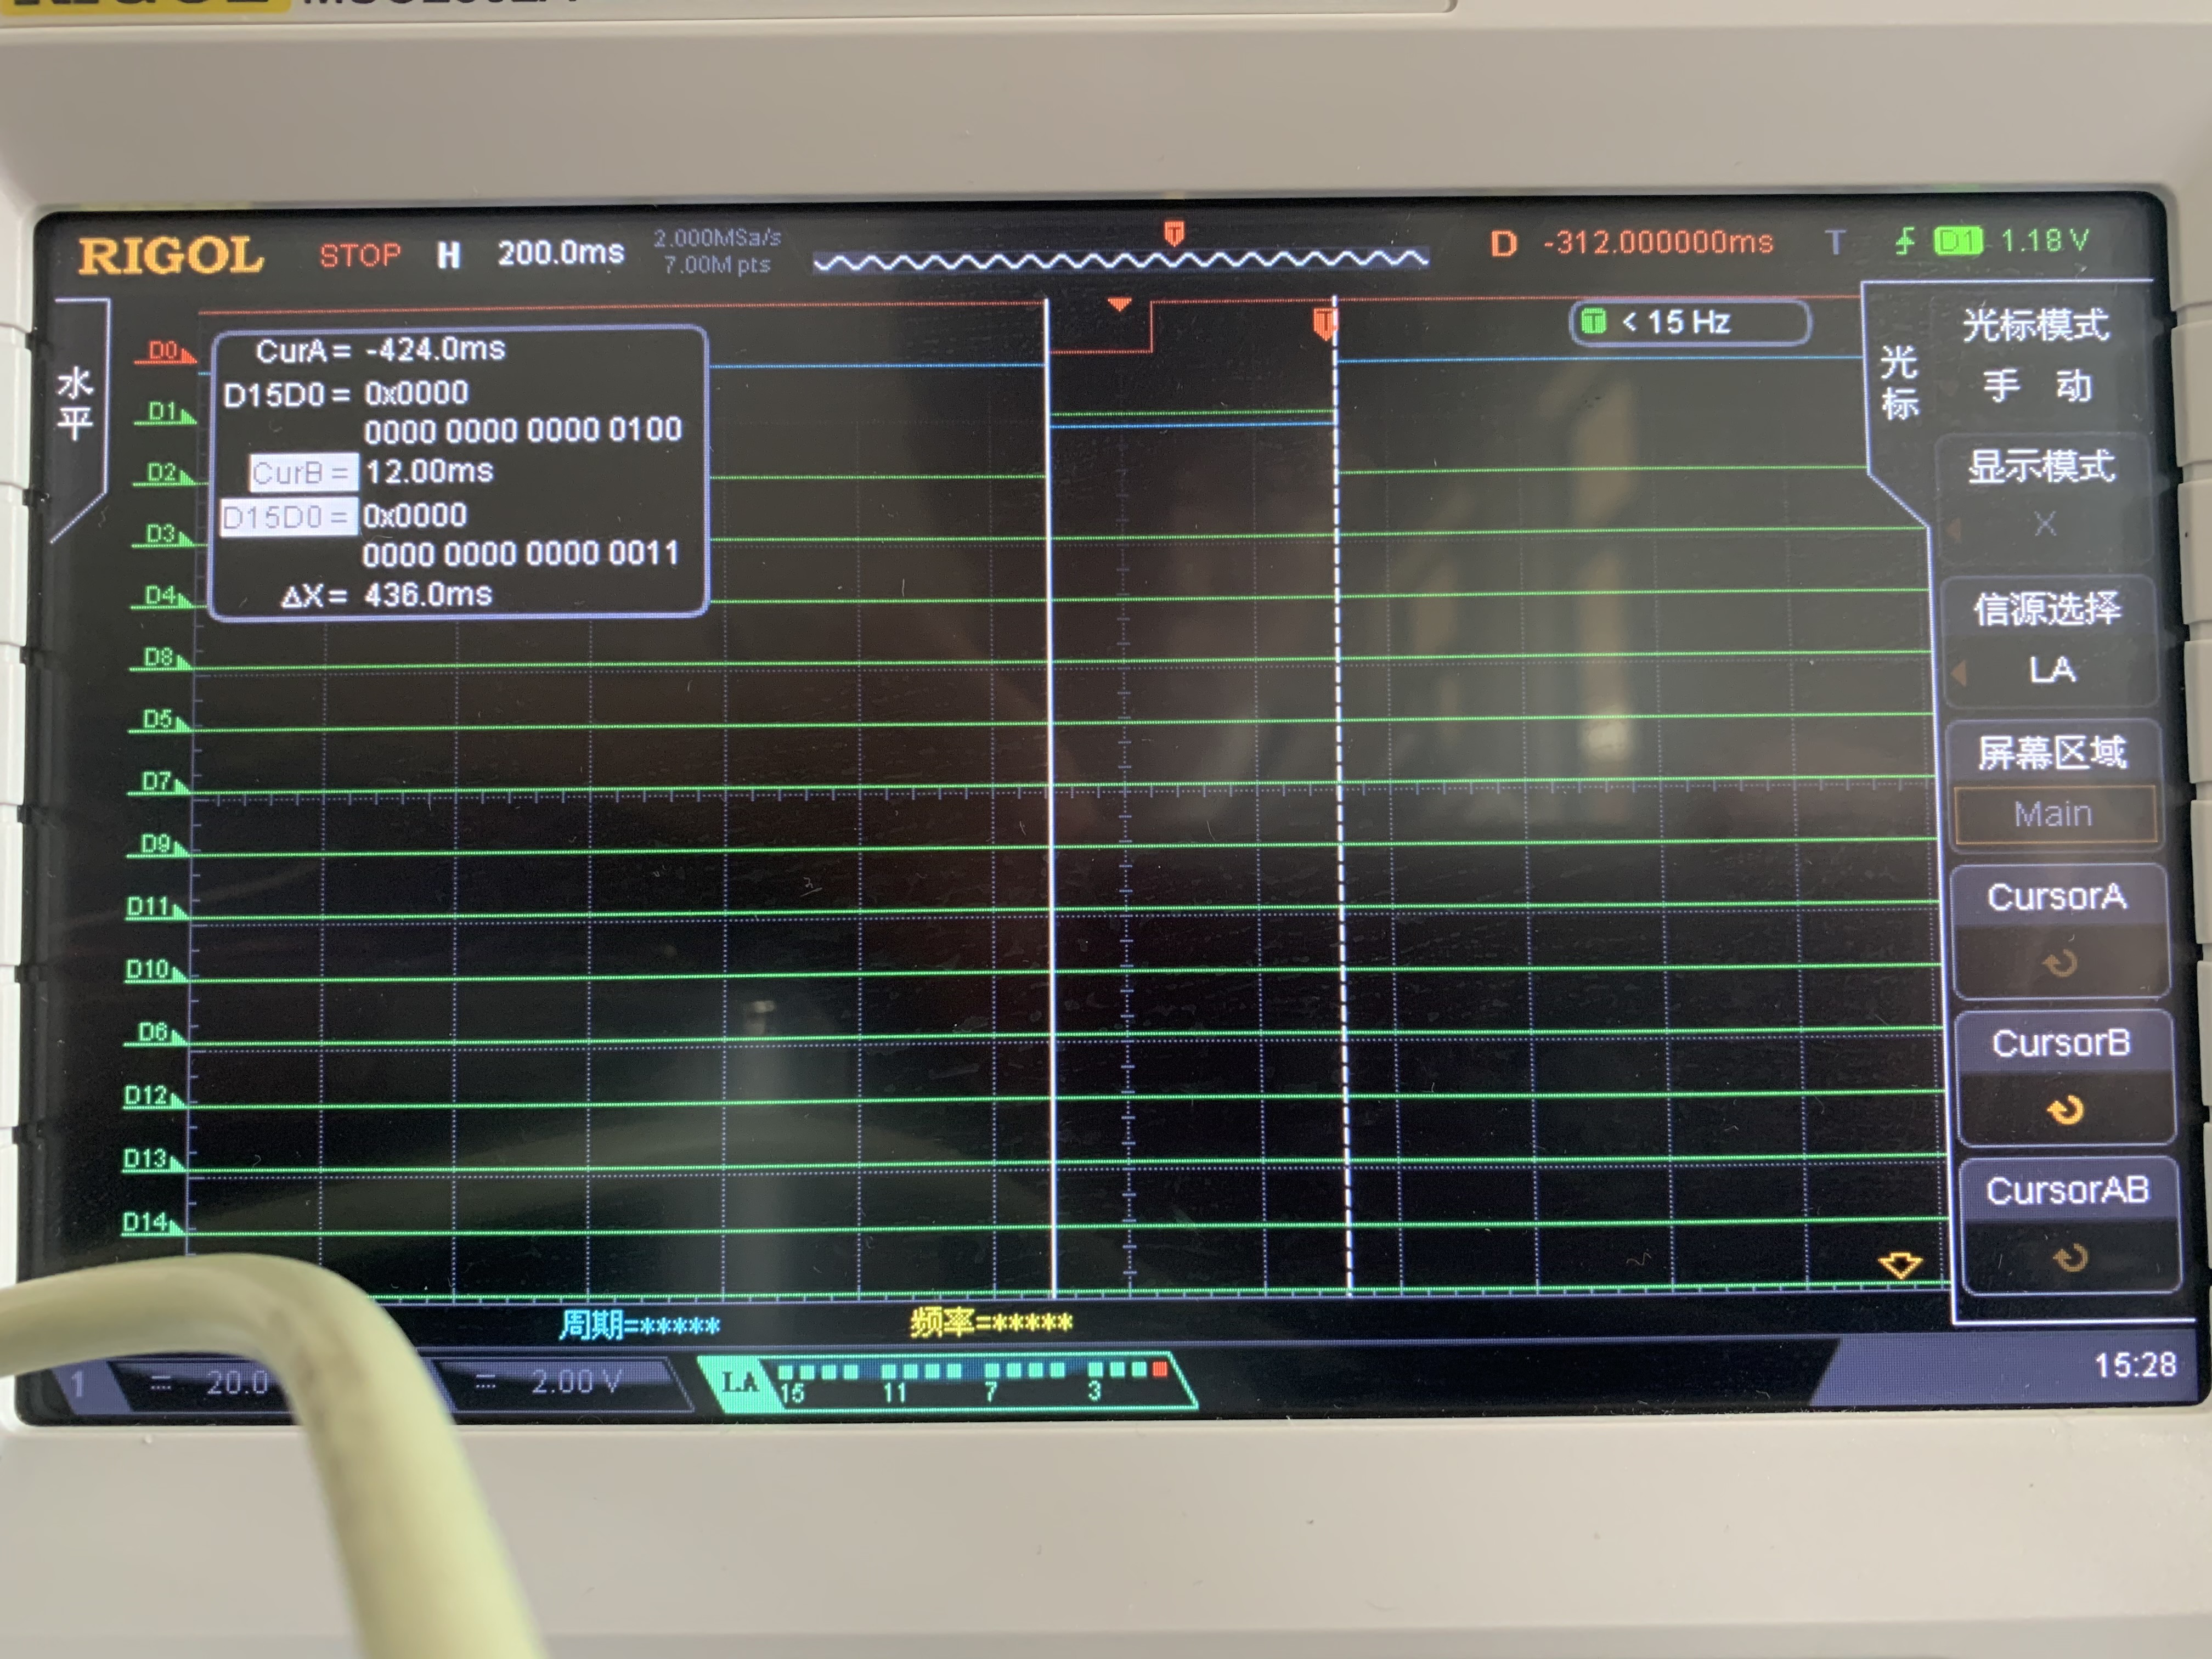 RIGOL
RIGOL STOP H 200.0ms 2.000MSa/s D -312.000000ms T D1 1.18 V
7.00M pts
水平
T < 15 Hz
CurA = -424.0ms
D15D0 = 0x0000
0000 0000 0000 0100
CurB = 12.00ms
D15D0 = 0x0000
0000 0000 0000 0011
ΔX = 436.0ms
D0
D1
D2
D3
D4
D8
D5
D7
D9
D11
D10
D6
D12
D13
D14
光标
光标模式
手 动
显示模式
X
信源选择
LA
屏幕区域
Main
CursorA
CursorB
CursorAB
周期=***** 频率=*****
1 20.0 2.00 V LA 15 11 7 3 15:28